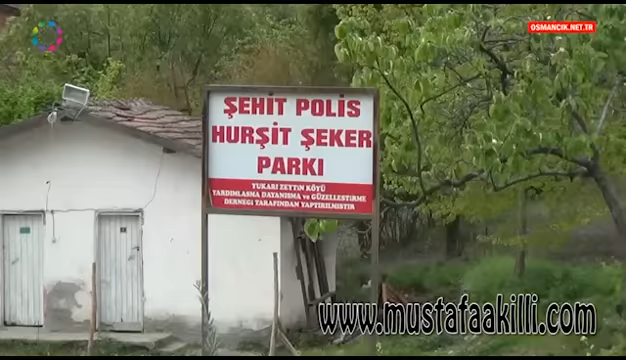 OSMANCIK.NET.TR
ŞEHİT POLİS
HURŞİT ŞEKER
PARKI
YUKARI ZEYTİN KÖYÜ
YARDIMLAŞMA DAYANIŞMA ve GÜZELLEŞTİRME
DERNEĞİ TARAFINDAN YAPTIRILMIŞTIR
www.mustafaakilli.com